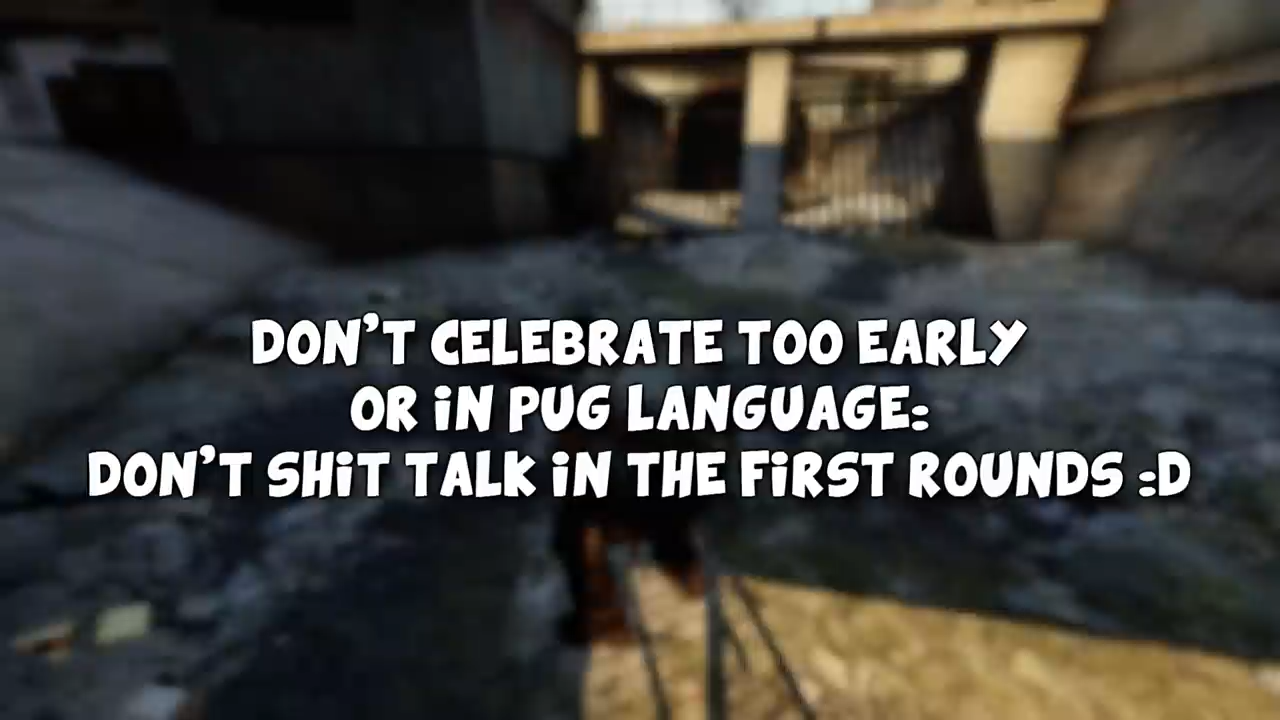 DON'T CELEBRATE TOO EARLY
OR iN PUG LANGUAGE:
DON'T SHiT TALK iN THE FiRST ROUNDS :D